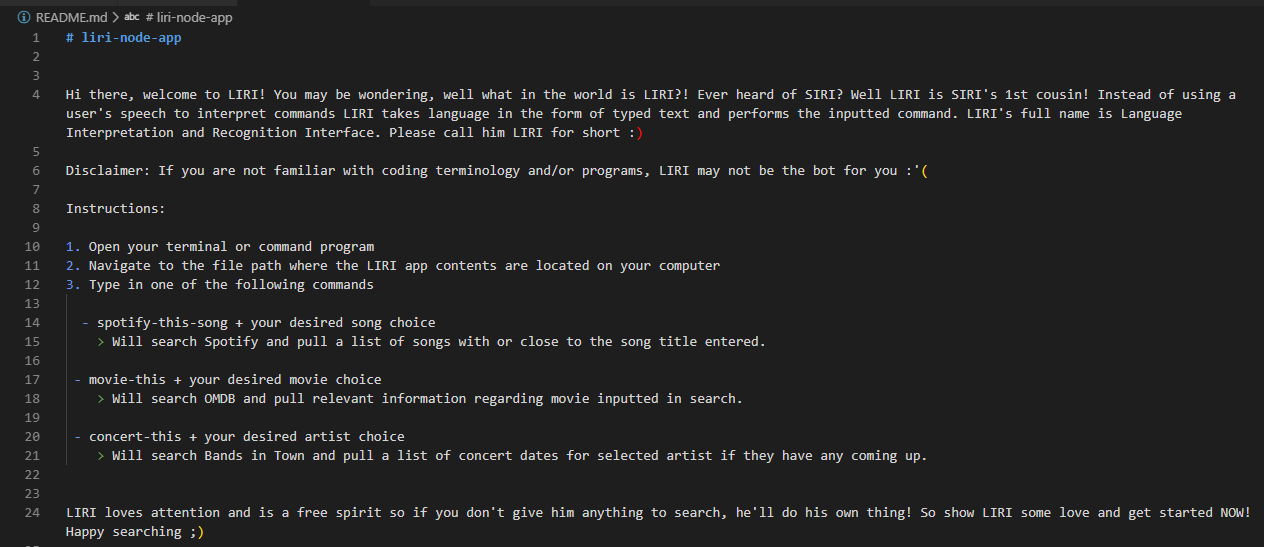 README.md > abc # liri-node-app
1 # liri-node-app
2
3
4 Hi there, welcome to LIRI! You may be wondering, well what in the world is LIRI?! Ever heard of SIRI? Well LIRI is SIRI's 1st cousin! Instead of using a
user's speech to interpret commands LIRI takes language in the form of typed text and performs the inputted command. LIRI's full name is Language
Interpretation and Recognition Interface. Please call him LIRI for short :)
5
6 Disclaimer: If you are not familiar with coding terminology and/or programs, LIRI may not be the bot for you :'(
7
8 Instructions:
9
10 1. Open your terminal or command program
11 2. Navigate to the file path where the LIRI app contents are located on your computer
12 3. Type in one of the following commands
13
14 - spotify-this-song + your desired song choice
15 > Will search Spotify and pull a list of songs with or close to the song title entered.
16
17 - movie-this + your desired movie choice
18 > Will search OMDB and pull relevant information regarding movie inputted in search.
19
20 - concert-this + your desired artist choice
21 > Will search Bands in Town and pull a list of concert dates for selected artist if they have any coming up.
22
23
24 LIRI loves attention and is a free spirit so if you don't give him anything to search, he'll do his own thing! So show LIRI some love and get started NOW!
Happy searching ;)